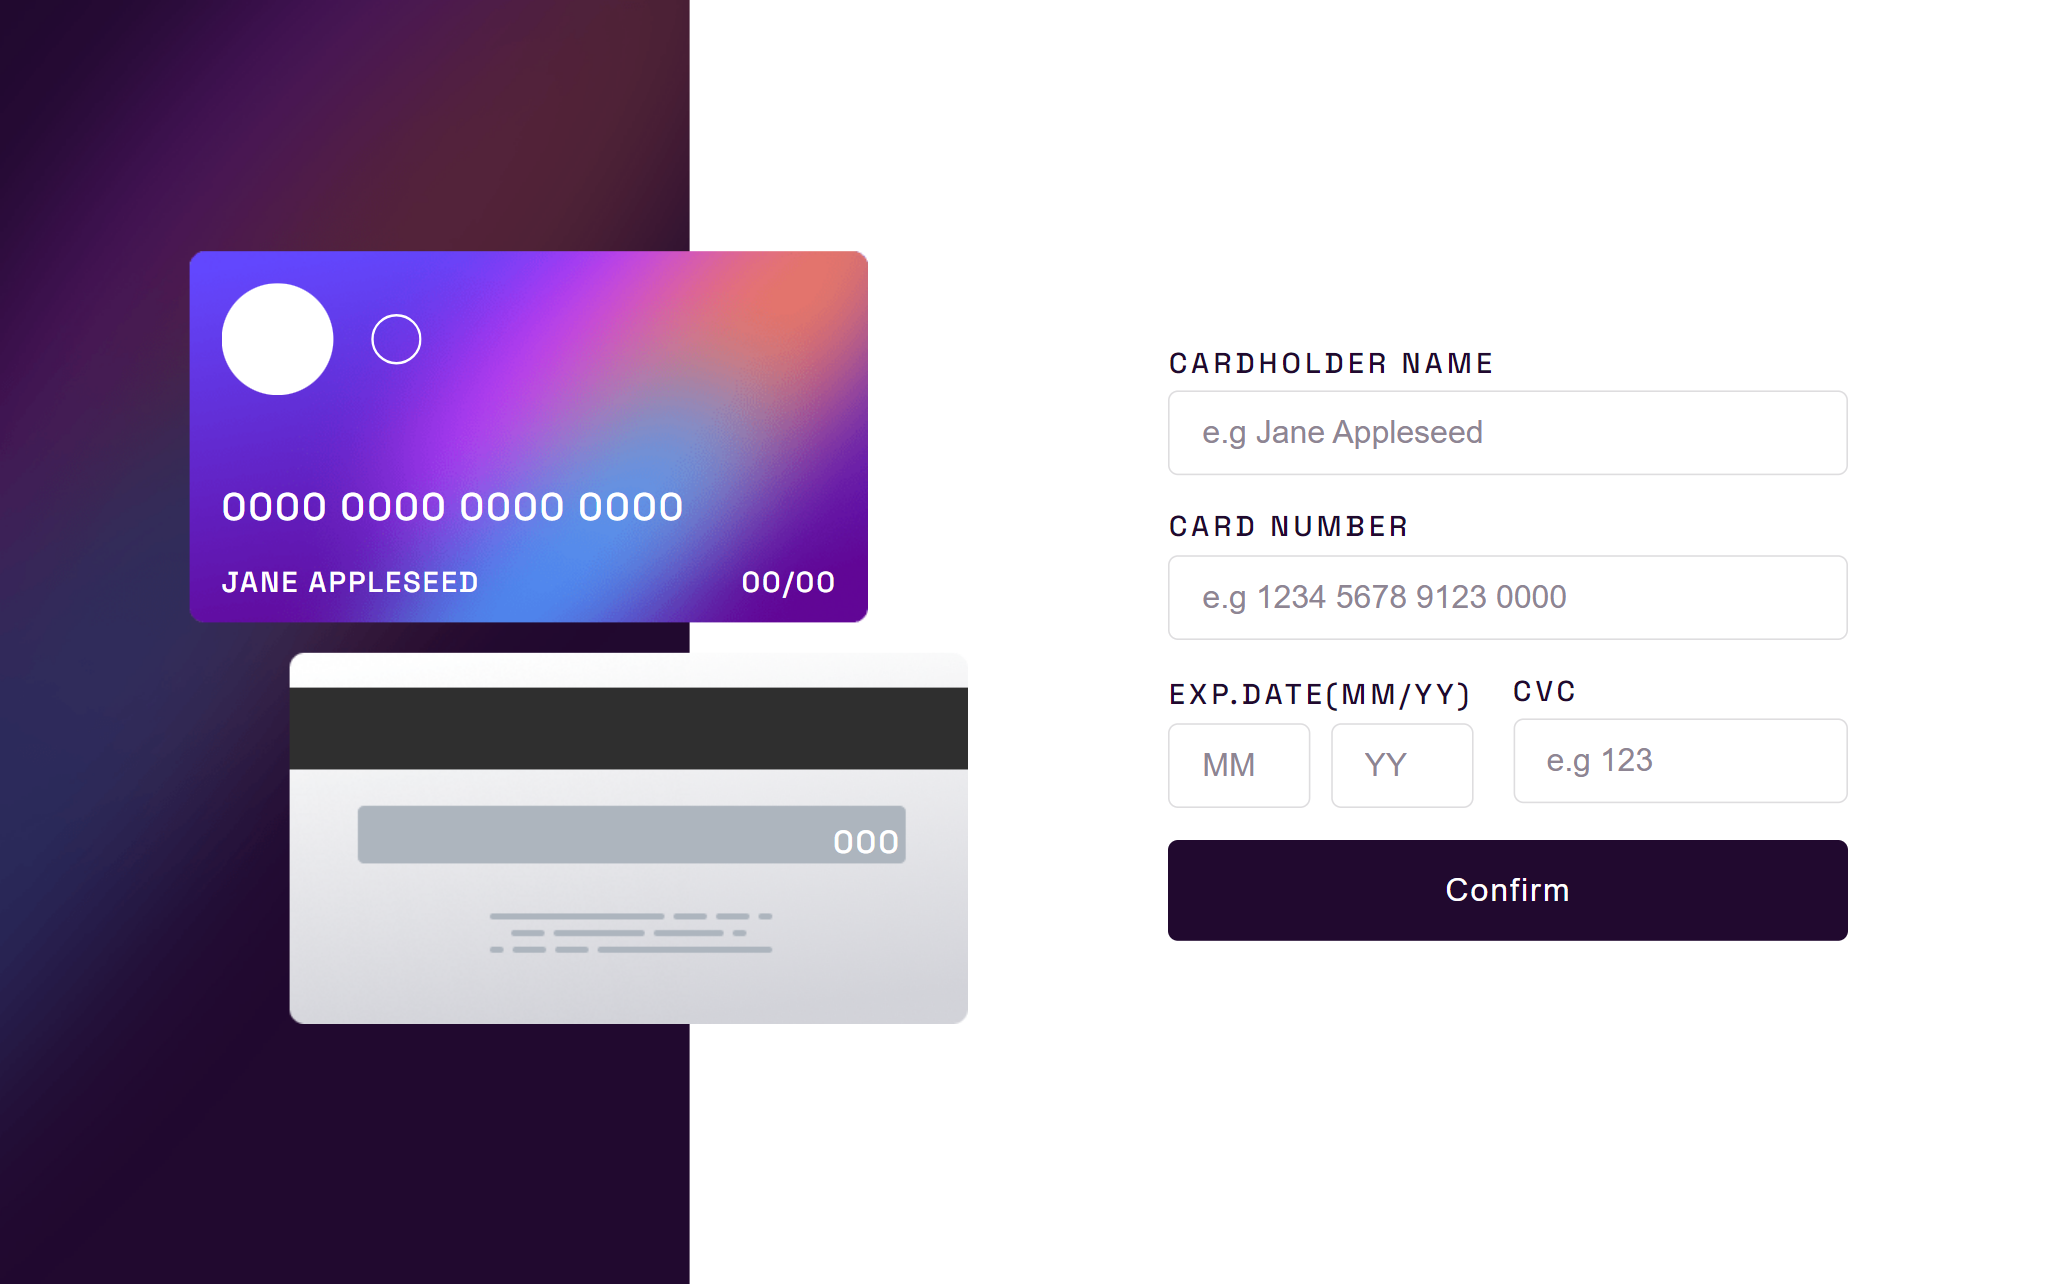 0000 0000 0000 0000
JANE APPLESEED 00/00
000
CARDHOLDER NAME
e.g Jane Appleseed
CARD NUMBER
e.g 1234 5678 9123 0000
EXP.DATE(MM/YY) CVC
MM YY e.g 123
Confirm